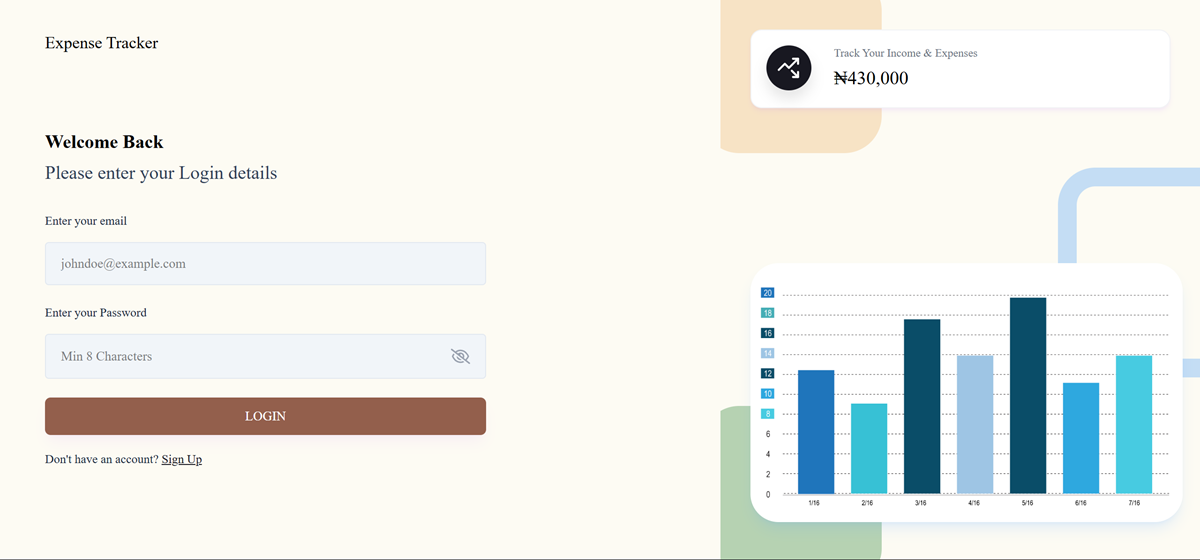 Expense Tracker
Welcome Back
Please enter your Login details
Enter your email
johndoe@example.com
Enter your Password
Min 8 Characters
LOGIN
Don't have an account? Sign Up
Track Your Income & Expenses
₦430,000
20
18
16
14
12
10
8
6
4
2
0
1/16 2/16 3/16 4/16 5/16 6/16 7/16